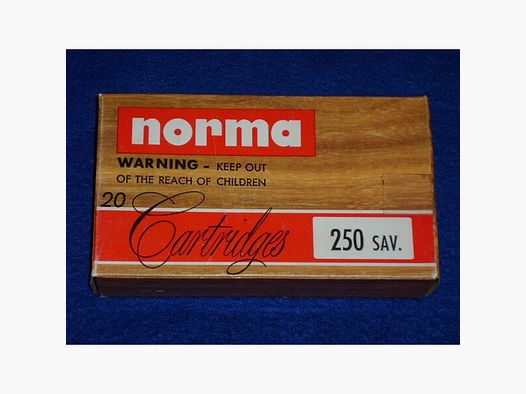 norma
WARNING - KEEP OUT
OF THE REACH OF CHILDREN
20 Cartridges
250 SAV.